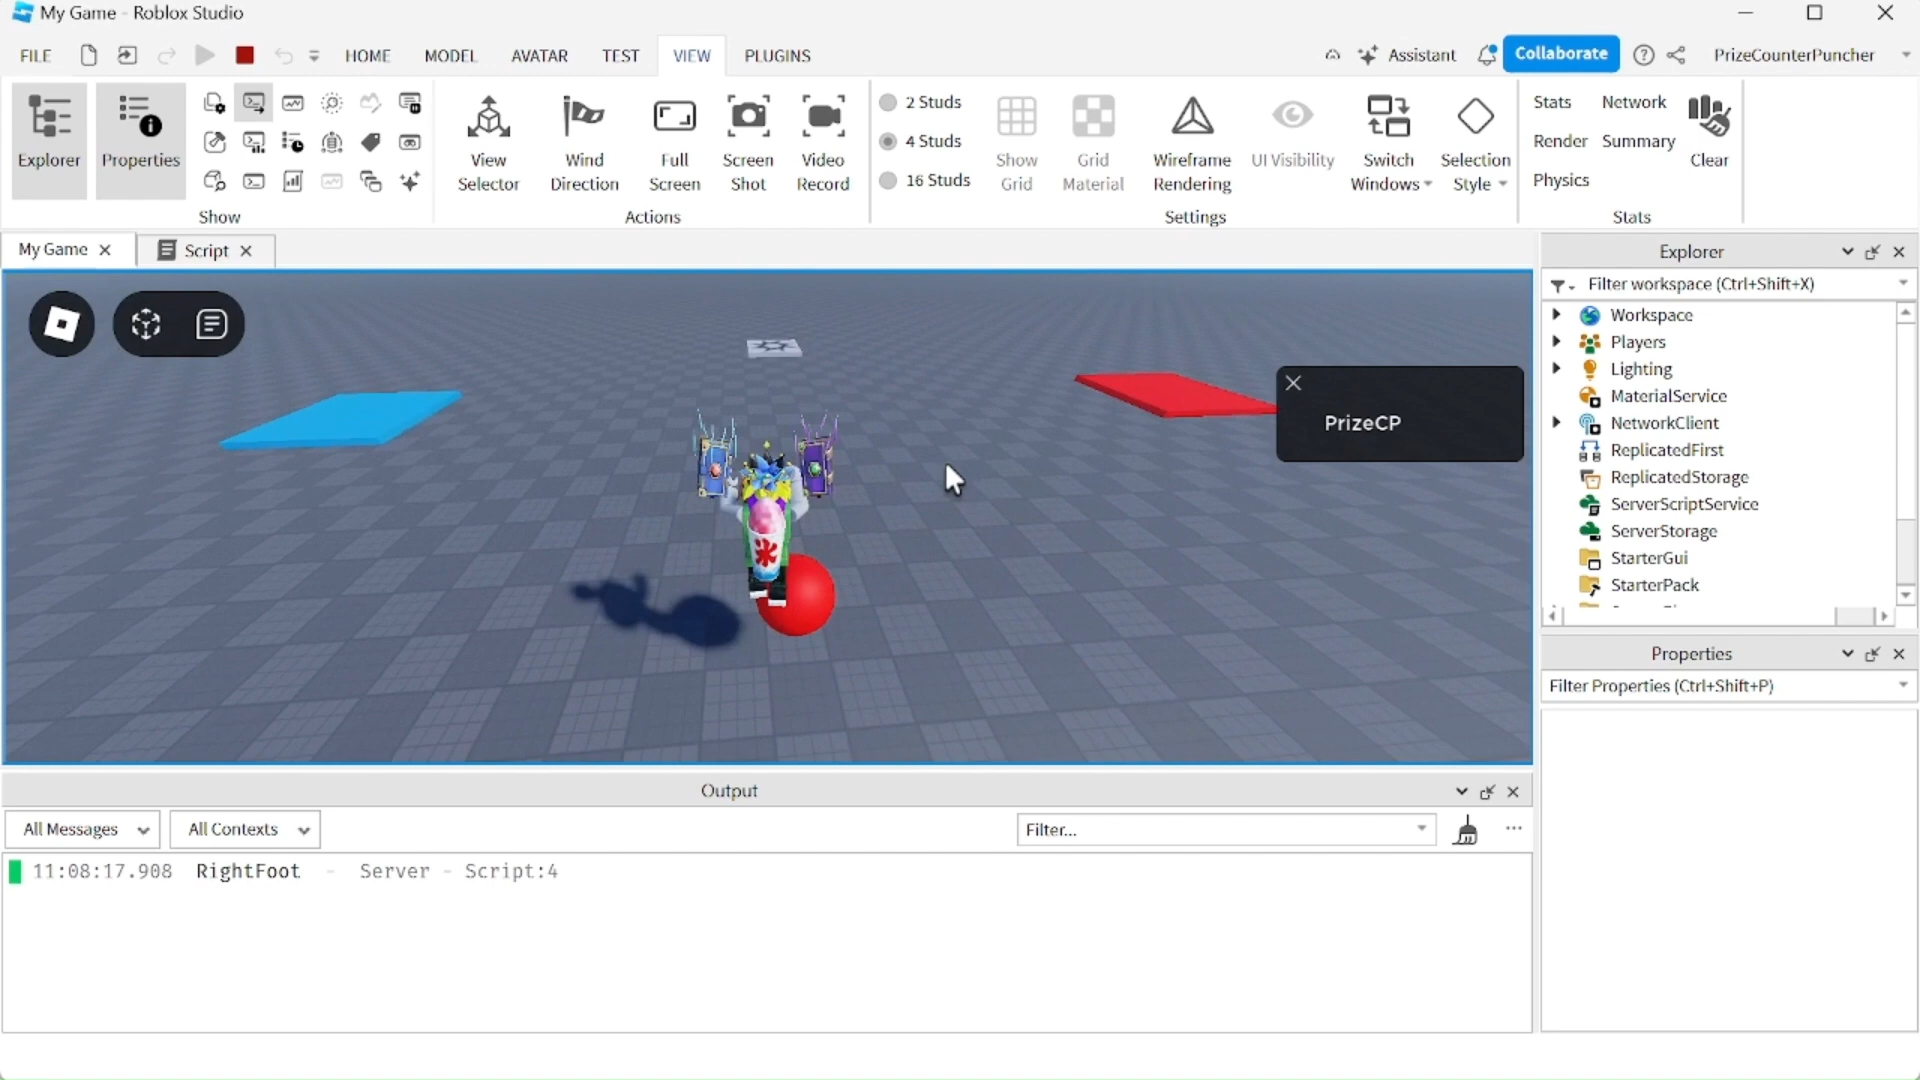 My Game - Roblox Studio
FILE HOME MODEL AVATAR TEST VIEW PLUGINS Assistant Collaborate PrizeCounterPuncher
Explorer
Properties
Show
View
Selector
Wind
Direction
Full
Screen
Screen
Shot
Video
Record
Actions
2 Studs
4 Studs
16 Studs
Show
Grid
Grid
Material
Wireframe
Rendering
UI Visibility
Switch
Windows
Selection
Style
Settings
Stats Network
Render Summary
Physics
Clear
Stats
My Game
Script
PrizeCP
氷
Explorer
Filter workspace (Ctrl+Shift+X)
Workspace
Players
Lighting
MaterialService
NetworkClient
ReplicatedFirst
ReplicatedStorage
ServerScriptService
ServerStorage
StarterGui
StarterPack
Properties
Filter Properties (Ctrl+Shift+P)
Output
All Messages All Contexts Filter...
11:08:17.908 RightFoot - Server - Script:4